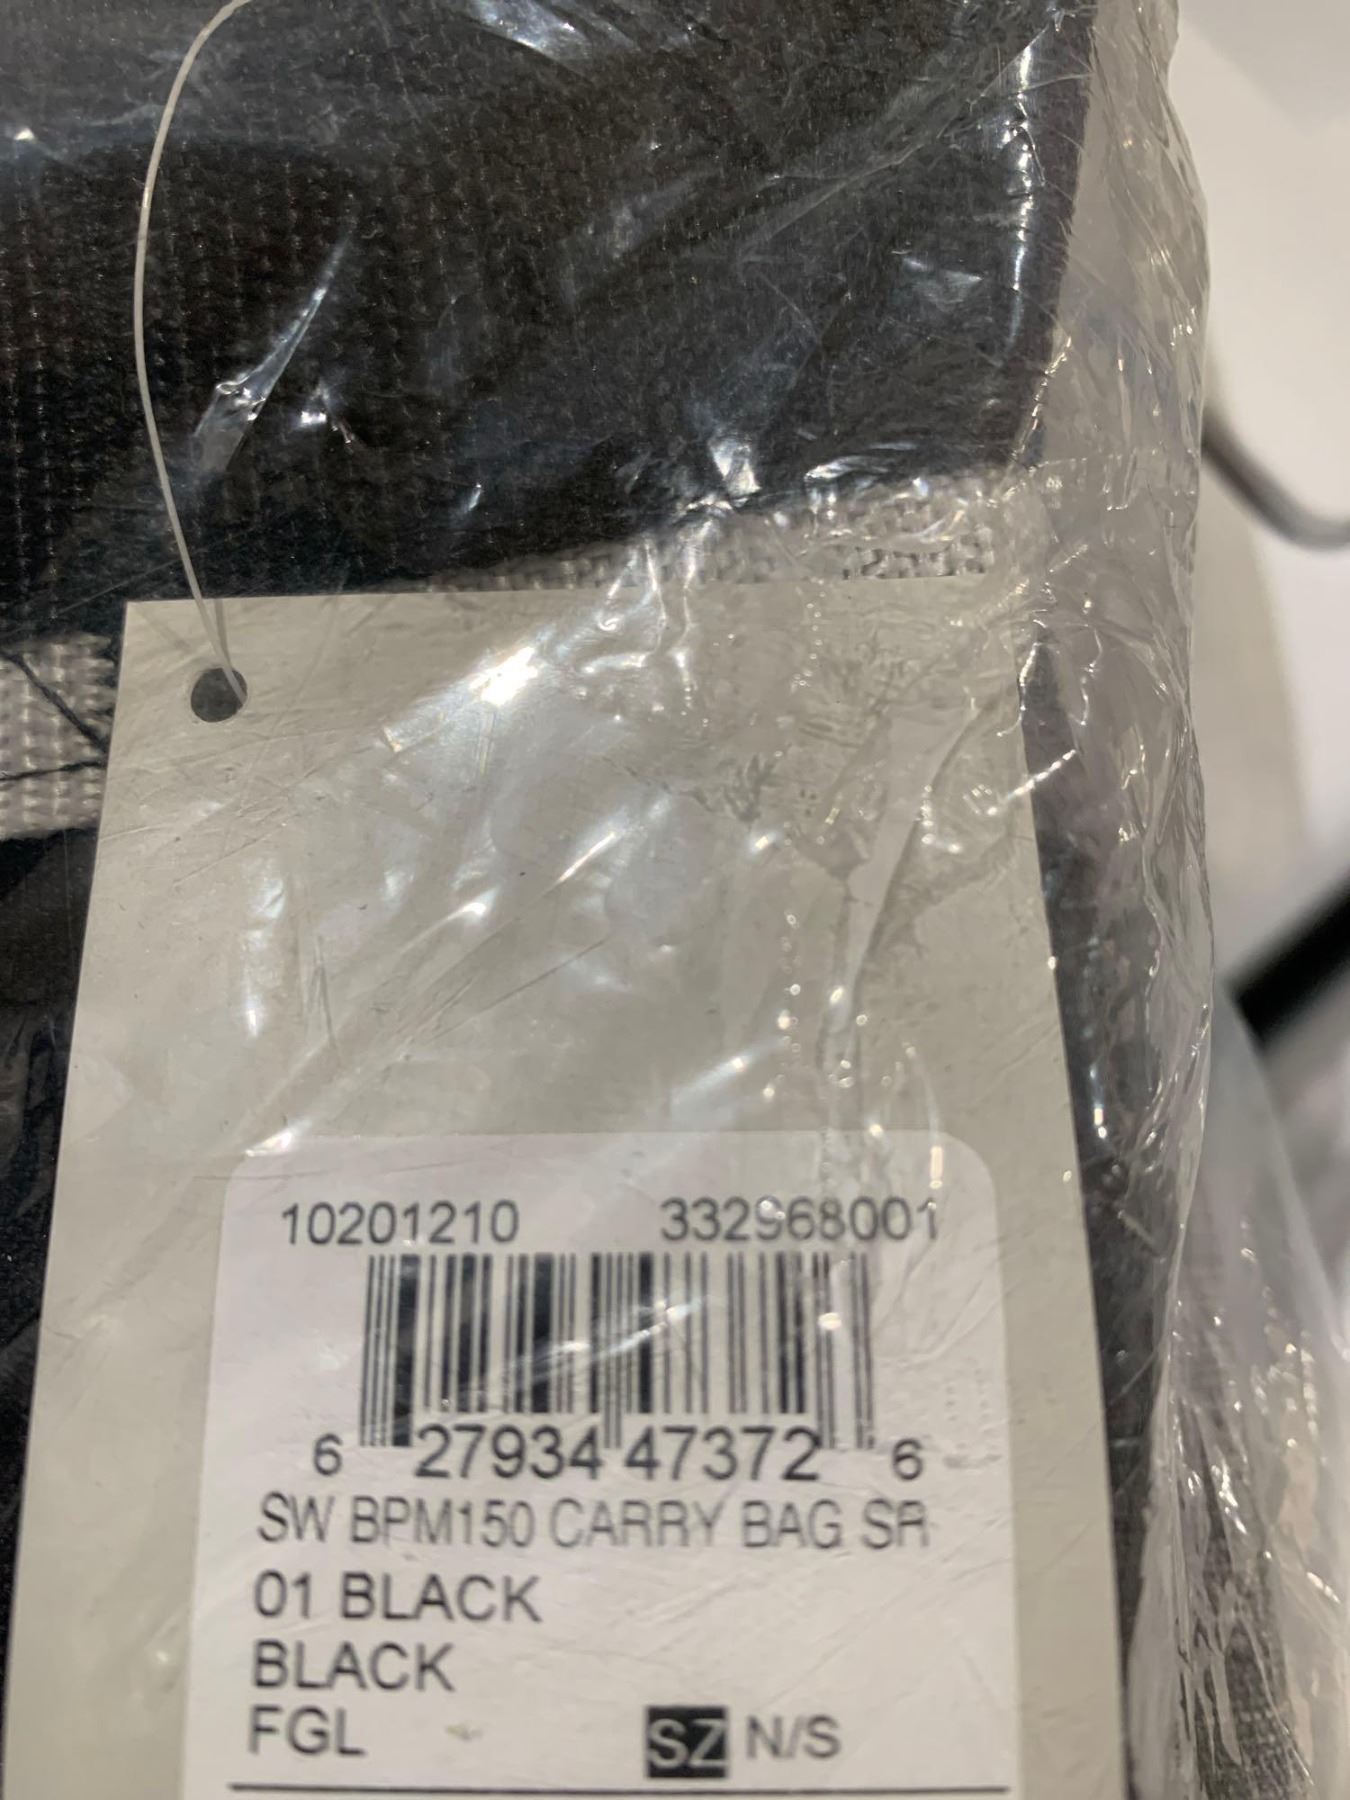 10201210 332968001
6 27934 47372 6
SW BPM150 CARRY BAG SR
01 BLACK
BLACK
FGL SZ N/S